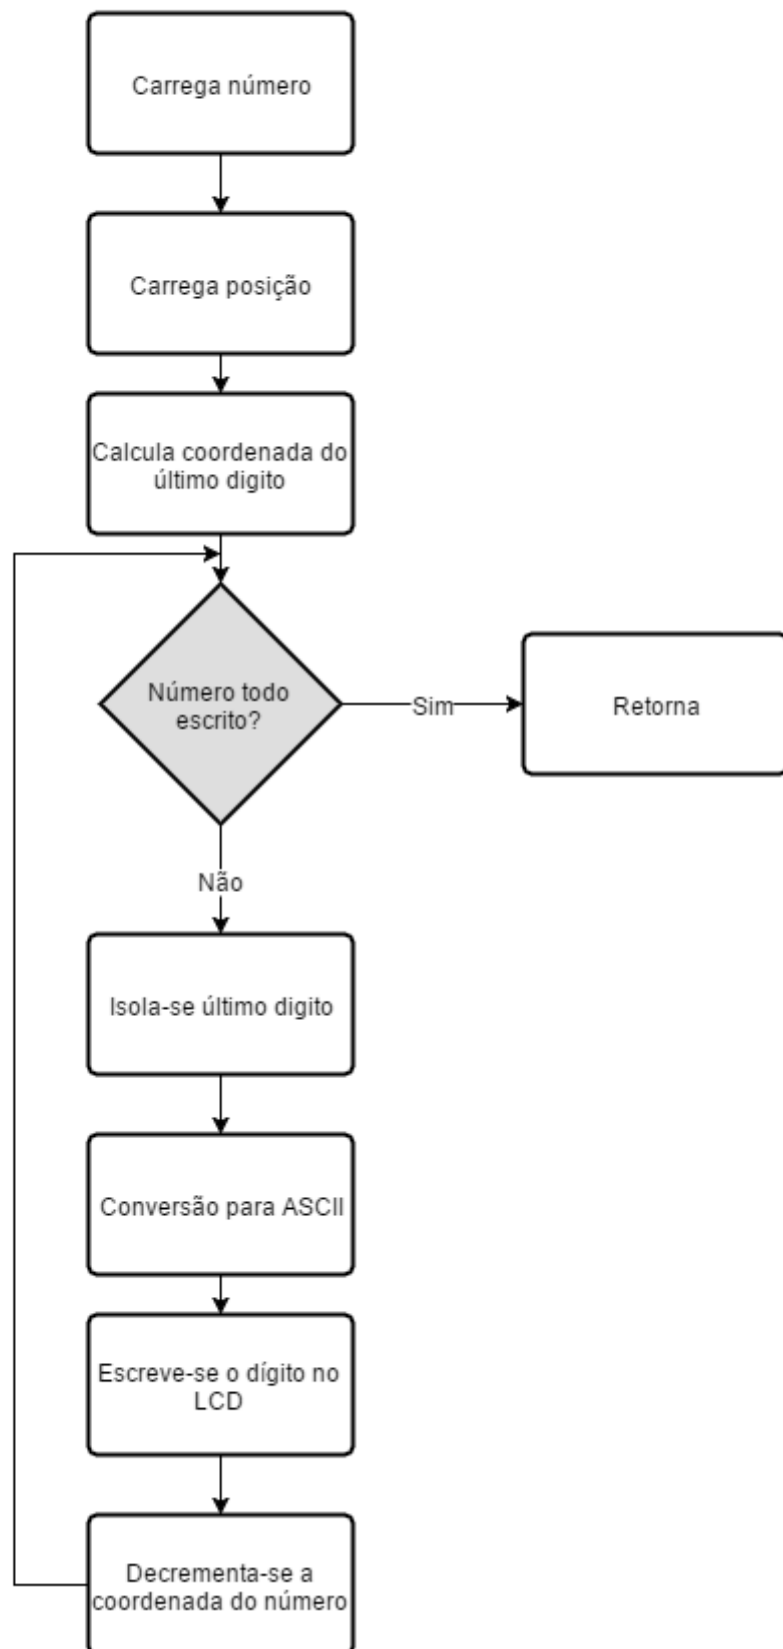 Carrega número
Carrega posição
Calcula coordenada do
último digito
Número todo
escrito?
Sim
Retorna
Não
Isola-se último digito
Conversão para ASCII
Escreve-se o dígito no
LCD
Decrementa-se a
coordenada do número